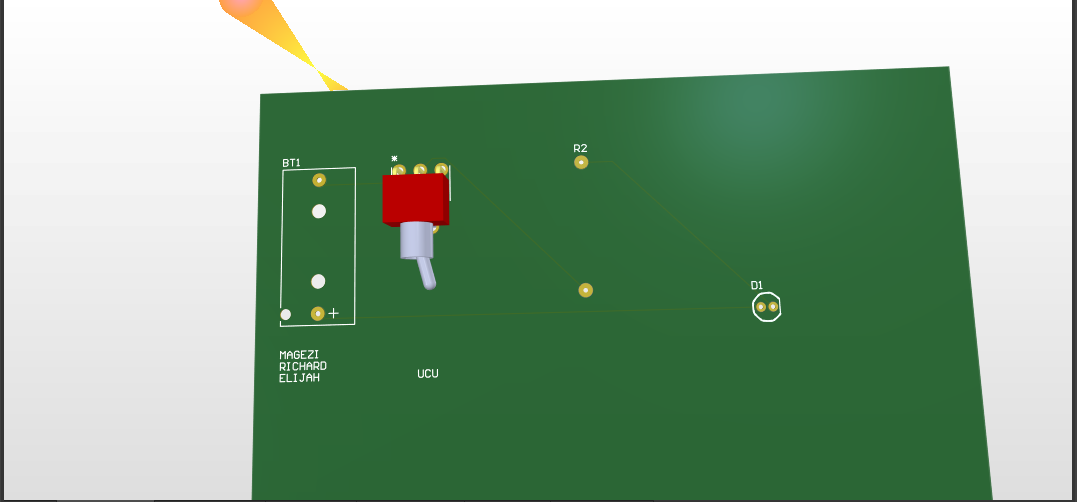 BT1
*
R2
D1
+
MAGEZI
RICHARD
ELIJAH
UCU